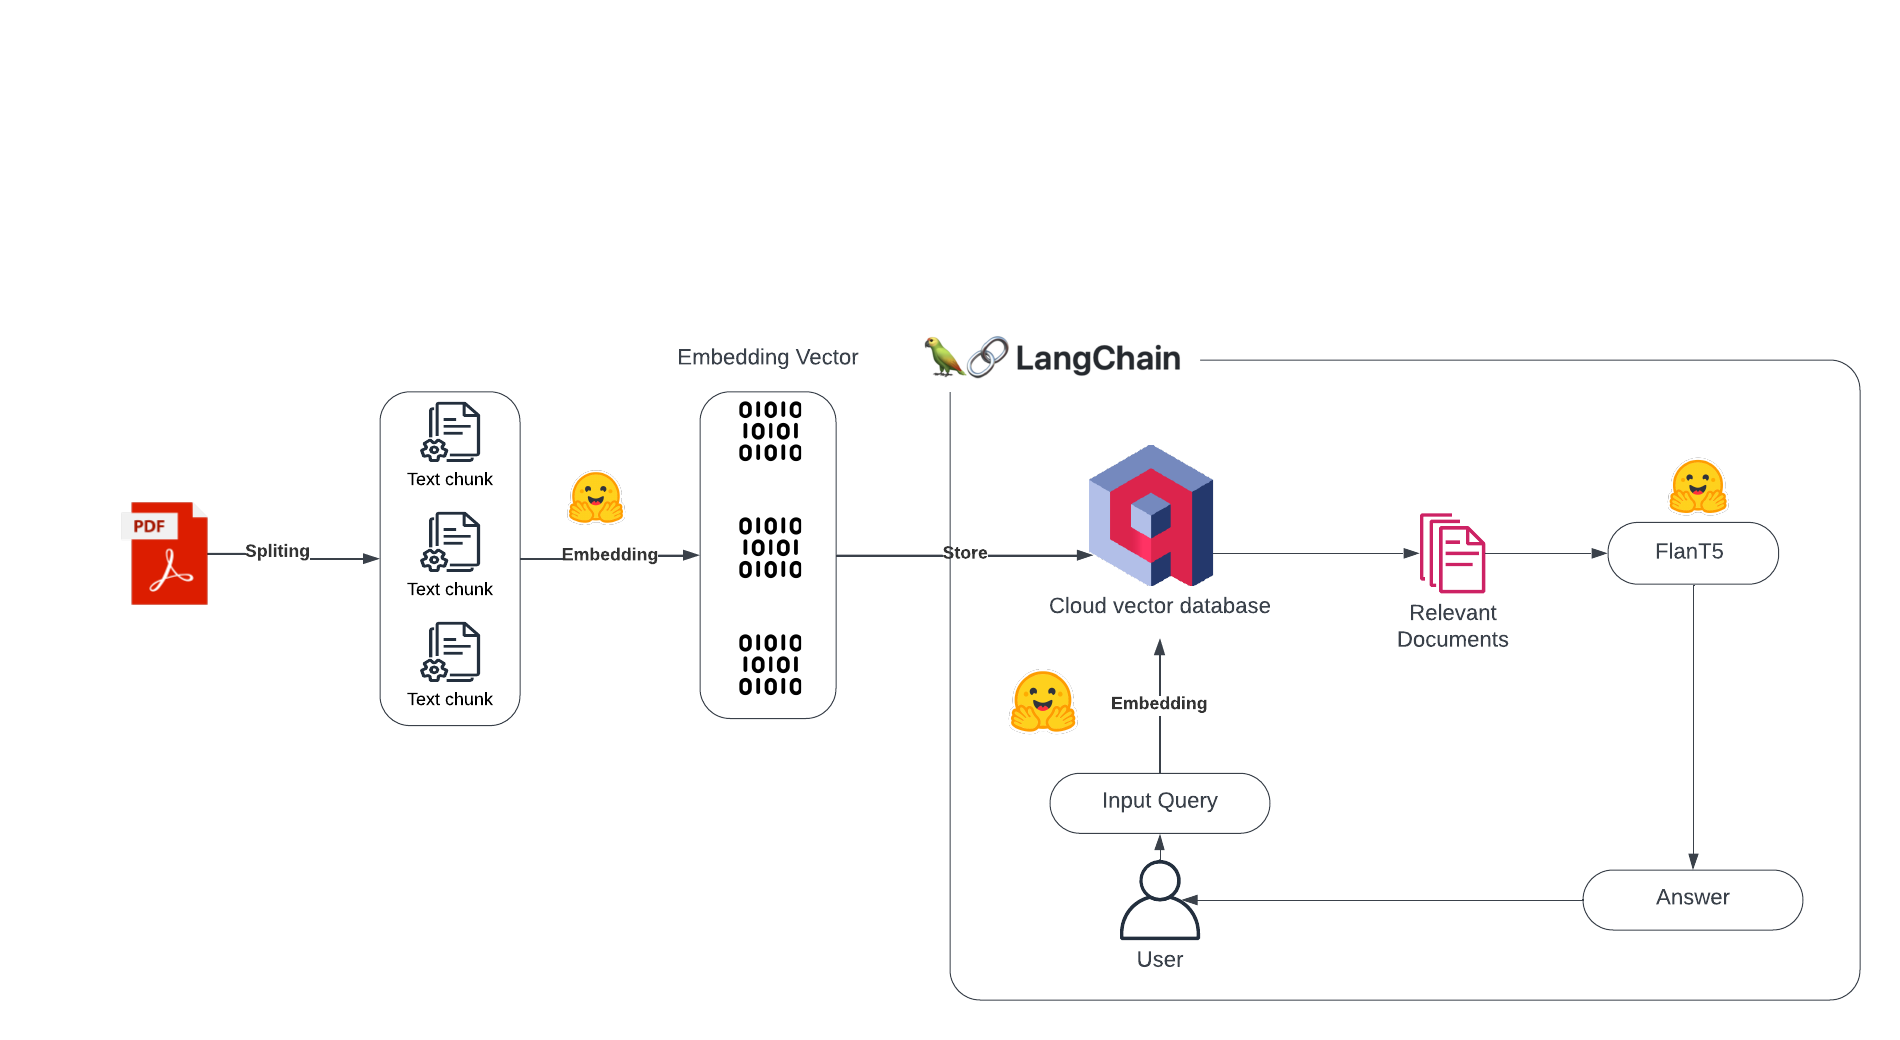 PDF
Spliting
Text chunk
Text chunk
Text chunk
Embedding
Embedding Vector
01010
10101
01010
01010
10101
01010
01010
10101
01010
Store
LangChain
Cloud vector database
Relevant
Documents
FlanT5
Embedding
Input Query
User
Answer